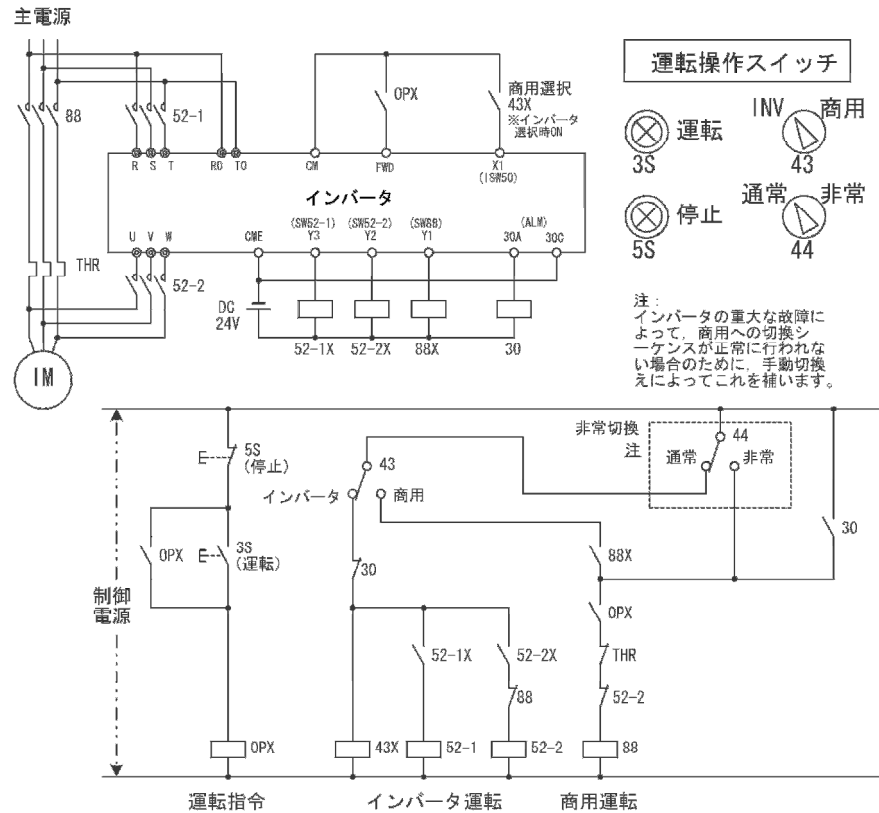 主電源
88
52-1
OPX
商用選択
43X
※インバータ
選択時ON
運転操作スイッチ
INV 商用
運転
3S
43
通常 非常
停止
5S
44
R S T R0 T0 CM FWD X1
(ISW50)
インバータ
(SW52-1) (SW52-2) (SW88) (ALM)
U V W CME Y3 Y2 Y1 30A 30C
THR
52-2
DC
24V
52-1X 52-2X 88X 30
IM
注:
インバータの重大な故障に
よって,商用への切換シ
ーケンスが正常に行われな
い場合のために,手動切換
えによってこれを補います。
制御
電源
5S
(停止)
OPX
3S
(運転)
43
インバータ 商用
30
非常切換
注
44
通常 非常
30
88X
OPX
52-1X
52-2X
THR
88
52-2
OPX 43X 52-1 52-2 88
運転指令 インバータ運転 商用運転